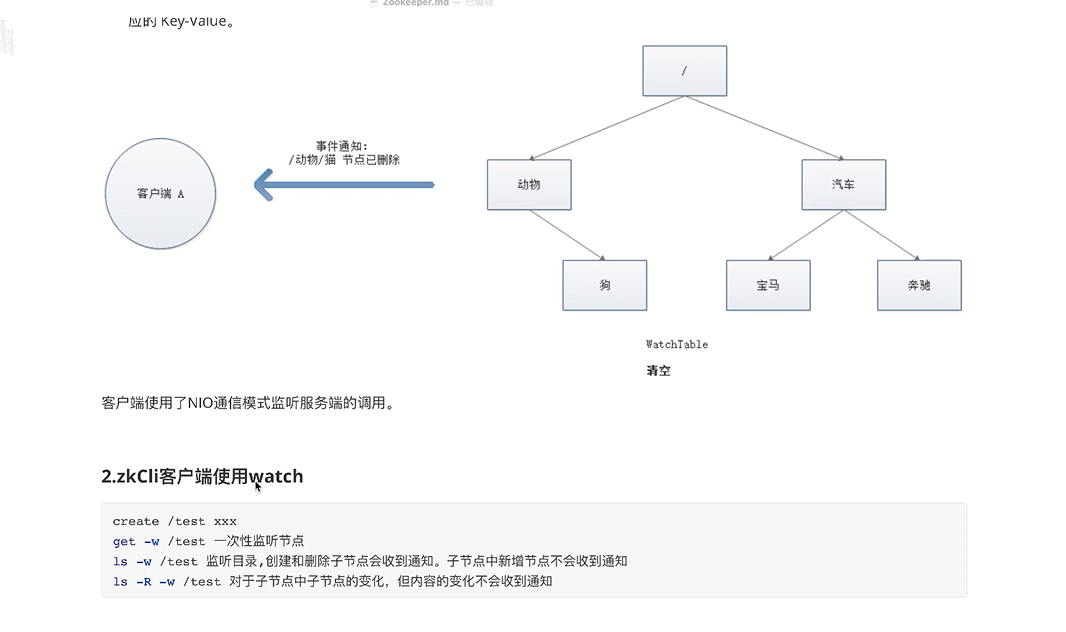 Zookeeper.md — 已编辑
应的 Key-Value。
/
事件通知：
/动物/猫 节点已删除
客户端 A
动物
汽车
狗
宝马
奔驰
WatchTable
清空
客户端使用了NIO通信模式监听服务端的调用。
2.zkCli客户端使用watch
create /test xxx
get -w /test 一次性监听节点
ls -w /test 监听目录,创建和删除子节点会收到通知。子节点中新增节点不会收到通知
ls -R -w /test 对于子节点中子节点的变化，但内容的变化不会收到通知